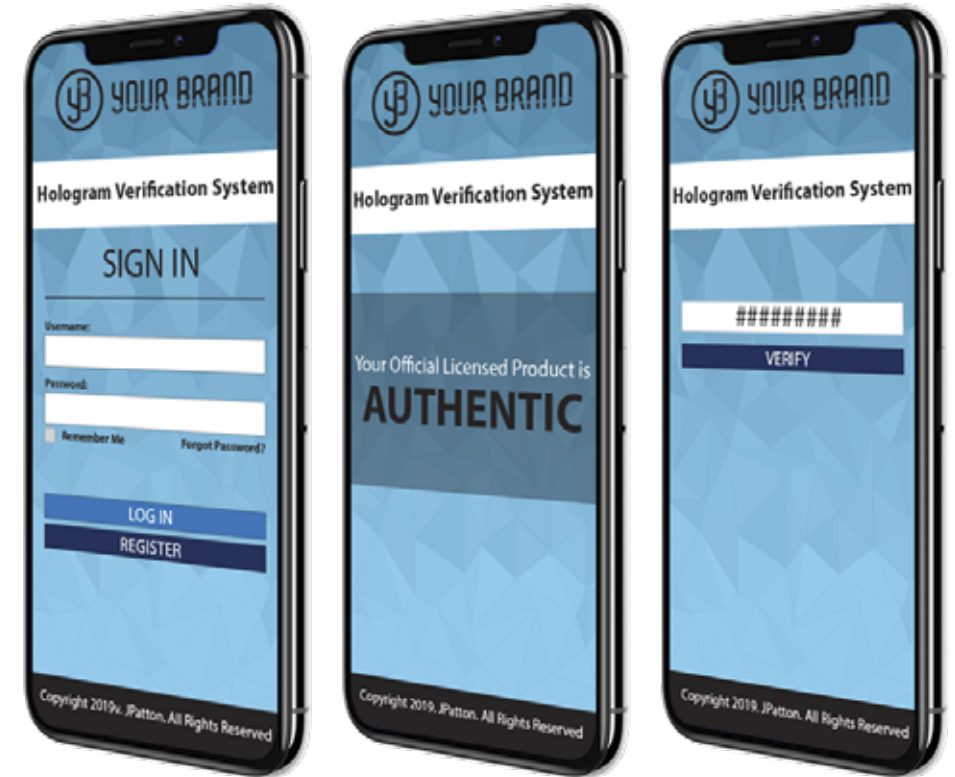 yB YOUR BRAND
Hologram Verification System
SIGN IN
Username:
Password:
Remember Me
Forgot Password?
LOG IN
REGISTER
Copyright 2019v. JPatton. All Rights Reserved
yB YOUR BRAND
Hologram Verification System
Your Official Licensed Product is
AUTHENTIC
Copyright 2019. JPatton. All Rights Reserved
yB YOUR BRAND
Hologram Verification System
#########
VERIFY
Copyright 2019. JPatton. All Rights Reserved